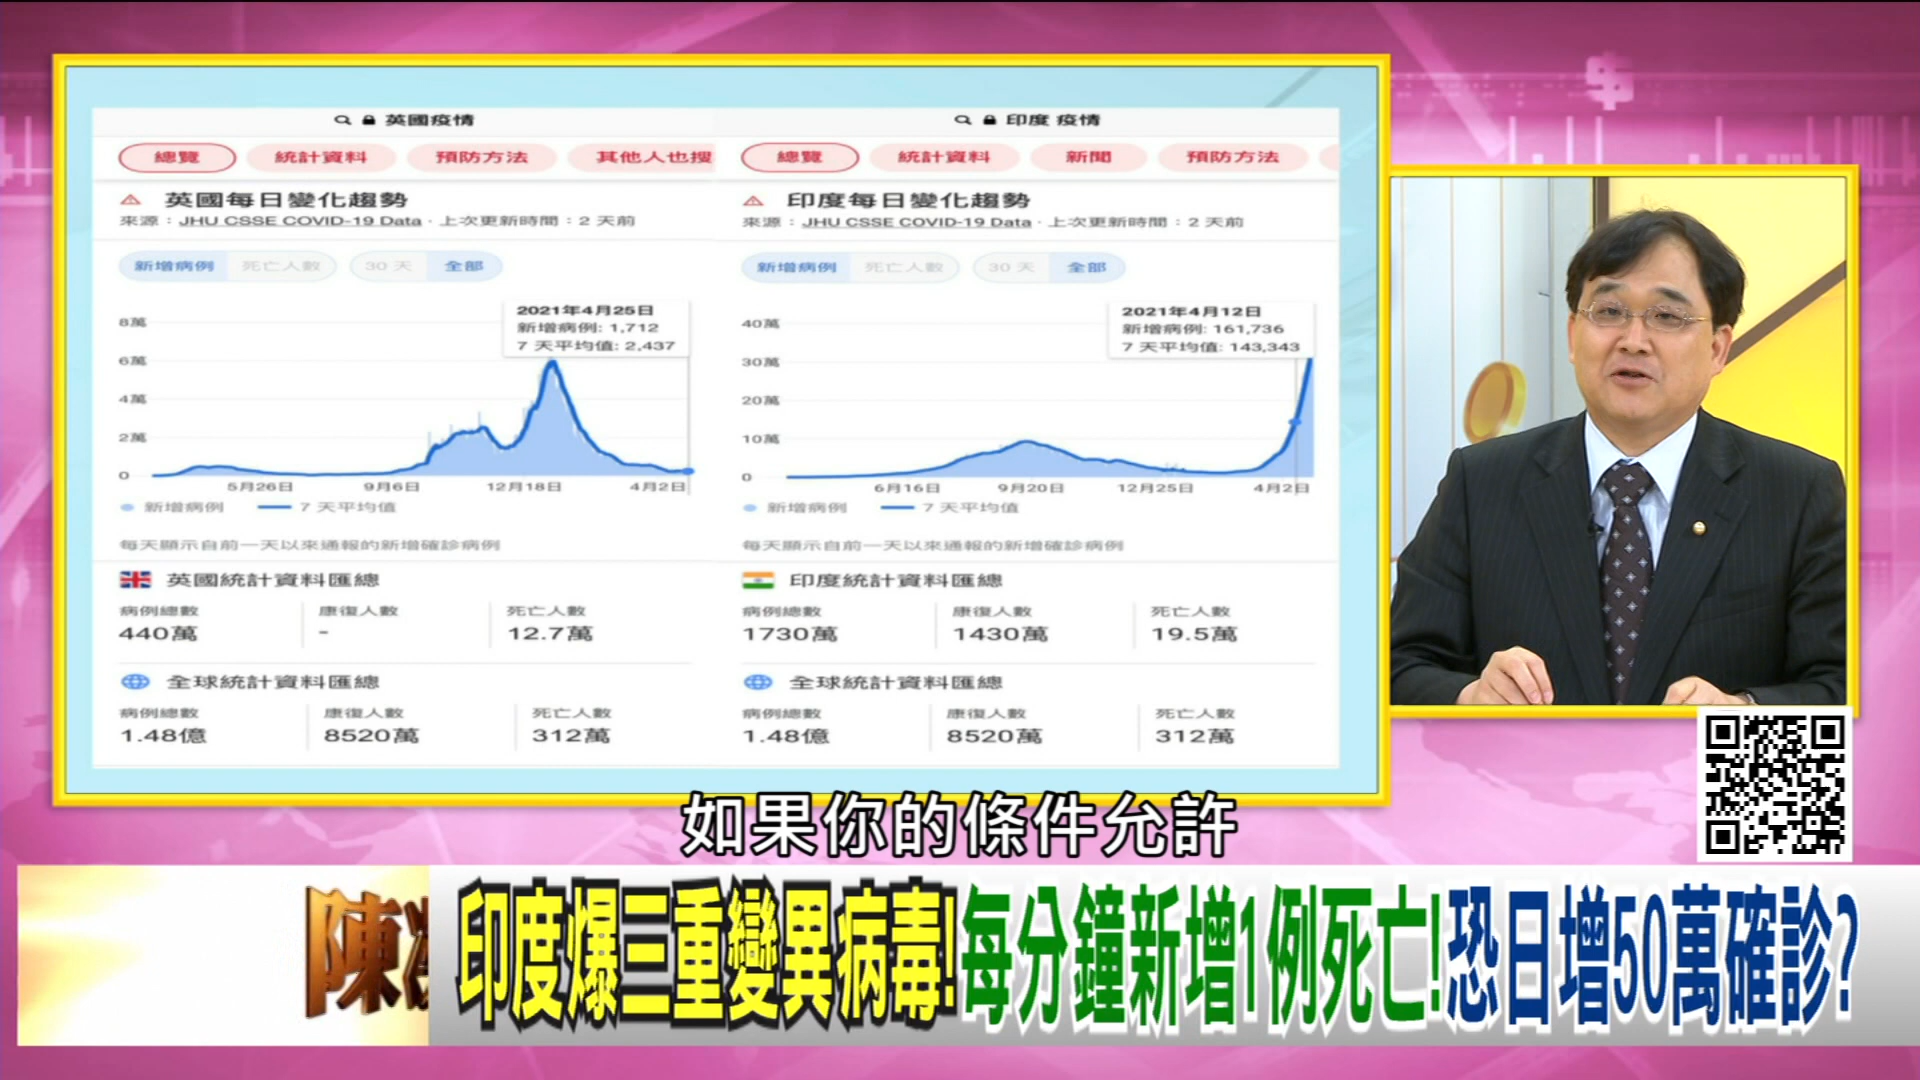 英國疫情
總覽 統計資料 預防方法 其他人也搜
英國每日變化趨勢
來源：JHU CSSE COVID-19 Data · 上次更新時間：2 天前
新增病例 死亡人數 30 天 全部
2021年4月25日
新增病例: 1,712
7 天平均值: 2,437
8萬
6萬
4萬
2萬
0
5月26日 9月6日 12月18日 4月2日
新增病例 7 天平均值
每天顯示自前一天以來通報的新增確診病例
英國統計資料匯總
病例總數 康復人數 死亡人數
440萬 - 12.7萬
全球統計資料匯總
病例總數 康復人數 死亡人數
1.48億 8520萬 312萬
印度 疫情
總覽 統計資料 新聞 預防方法
印度每日變化趨勢
來源：JHU CSSE COVID-19 Data · 上次更新時間：2 天前
新增病例 死亡人數 30 天 全部
2021年4月12日
新增病例: 161,736
7 天平均值: 143,343
40萬
30萬
20萬
10萬
0
6月16日 9月20日 12月25日 4月2日
新增病例 7 天平均值
每天顯示自前一天以來通報的新增確診病例
印度統計資料匯總
病例總數 康復人數 死亡人數
1730萬 1430萬 19.5萬
全球統計資料匯總
病例總數 康復人數 死亡人數
1.48億 8520萬 312萬
如果你的條件允許
陳
印度爆三重變異病毒!每分鐘新增1例死亡!恐日增50萬確診?